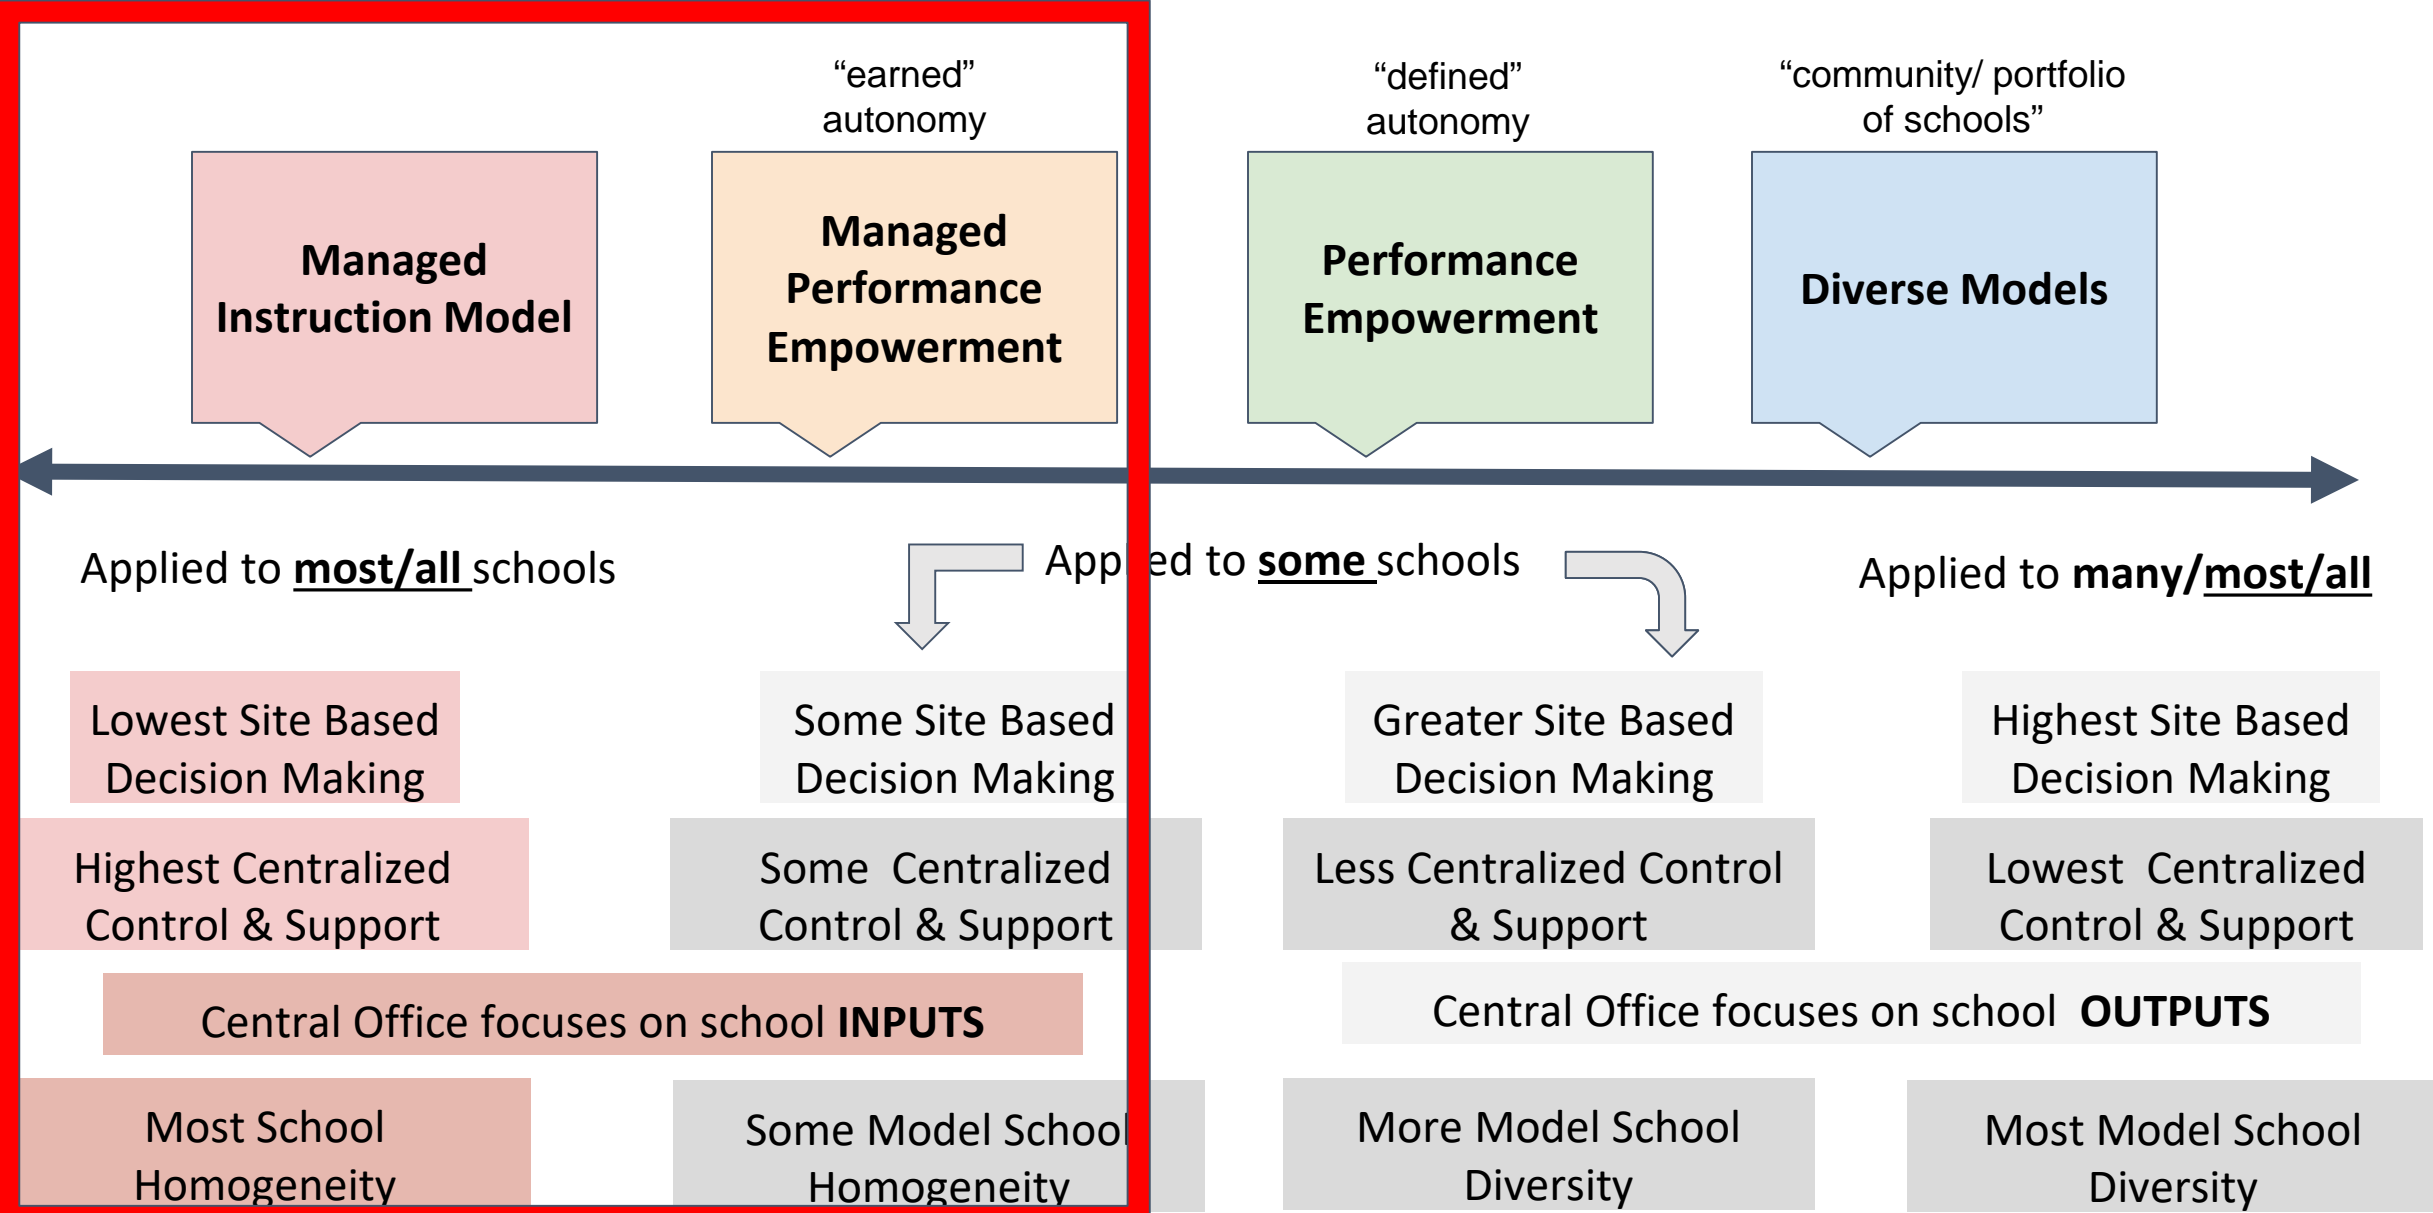 “earned”
autonomy
“defined”
autonomy
“community/ portfolio
of schools”
Managed
Instruction Model
Managed
Performance
Empowerment
Performance
Empowerment
Diverse Models
Applied to most/all schools
Applied to some schools
Applied to many/most/all
Lowest Site Based
Decision Making
Some Site Based
Decision Making
Greater Site Based
Decision Making
Highest Site Based
Decision Making
Highest Centralized
Control & Support
Some  Centralized
Control & Support
Less Centralized Control
& Support
Lowest  Centralized
Control & Support
Central Office focuses on school INPUTS
Central Office focuses on school  OUTPUTS
Most School
Homogeneity
Some Model School
Homogeneity
More Model School
Diversity
Most Model School
Diversity